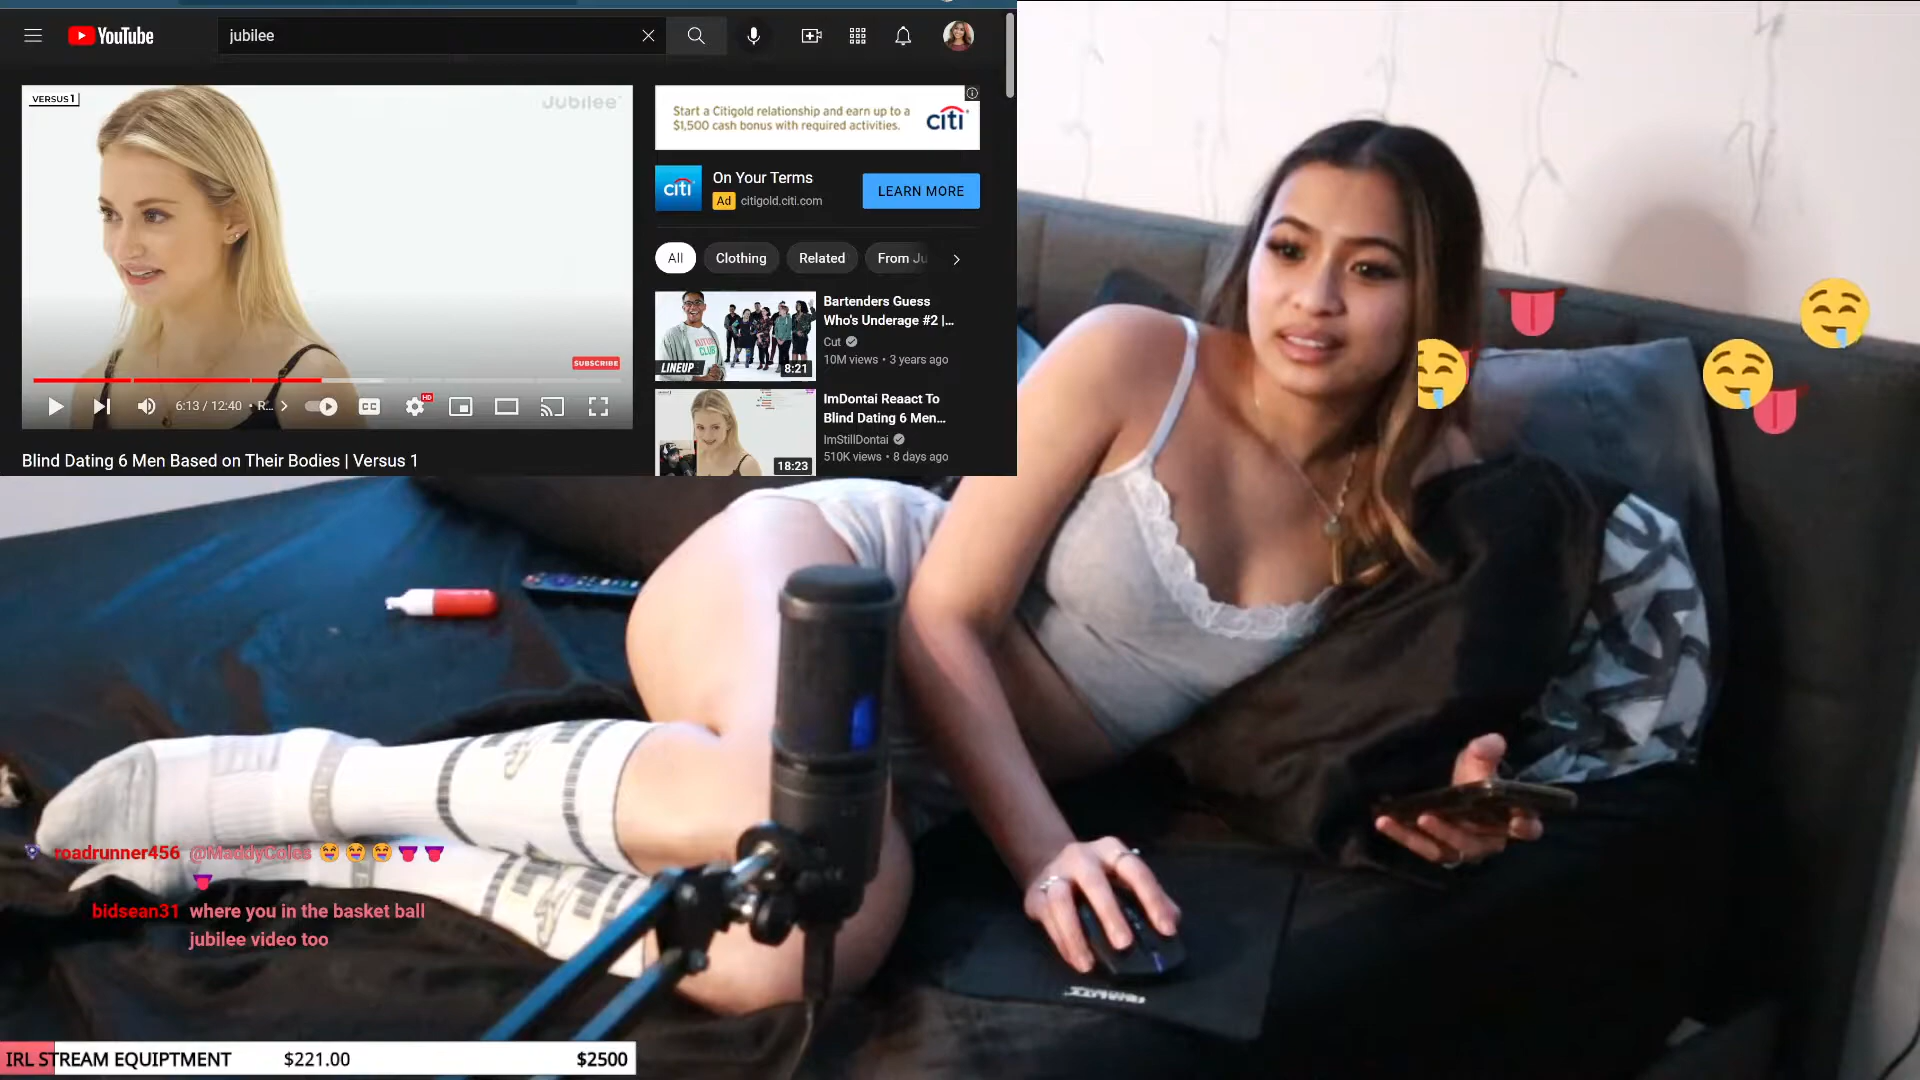 YouTube
jubilee
VERSUS 1
Jubilee
SUBSCRIBE
6:13 / 12:40 • R...
CC
HD
Blind Dating 6 Men Based on Their Bodies | Versus 1
Start a Citigold relationship and earn up to a
$1,500 cash bonus with required activities.
citi
citi
On Your Terms
Ad citigold.citi.com
LEARN MORE
All
Clothing
Related
From Ju
LINEUP
8:21
Bartenders Guess
Who's Underage #2 |...
Cut
10M views • 3 years ago
18:23
ImDontai Reaact To
Blind Dating 6 Men...
ImStillDontai
510K views • 8 days ago
roadrunner456 @MaddyColes 😝 😝 😝 👅 👅
👅
bidsean31 where you in the basket ball
jubilee video too
IRL STREAM EQUIPTMENT $221.00 $2500